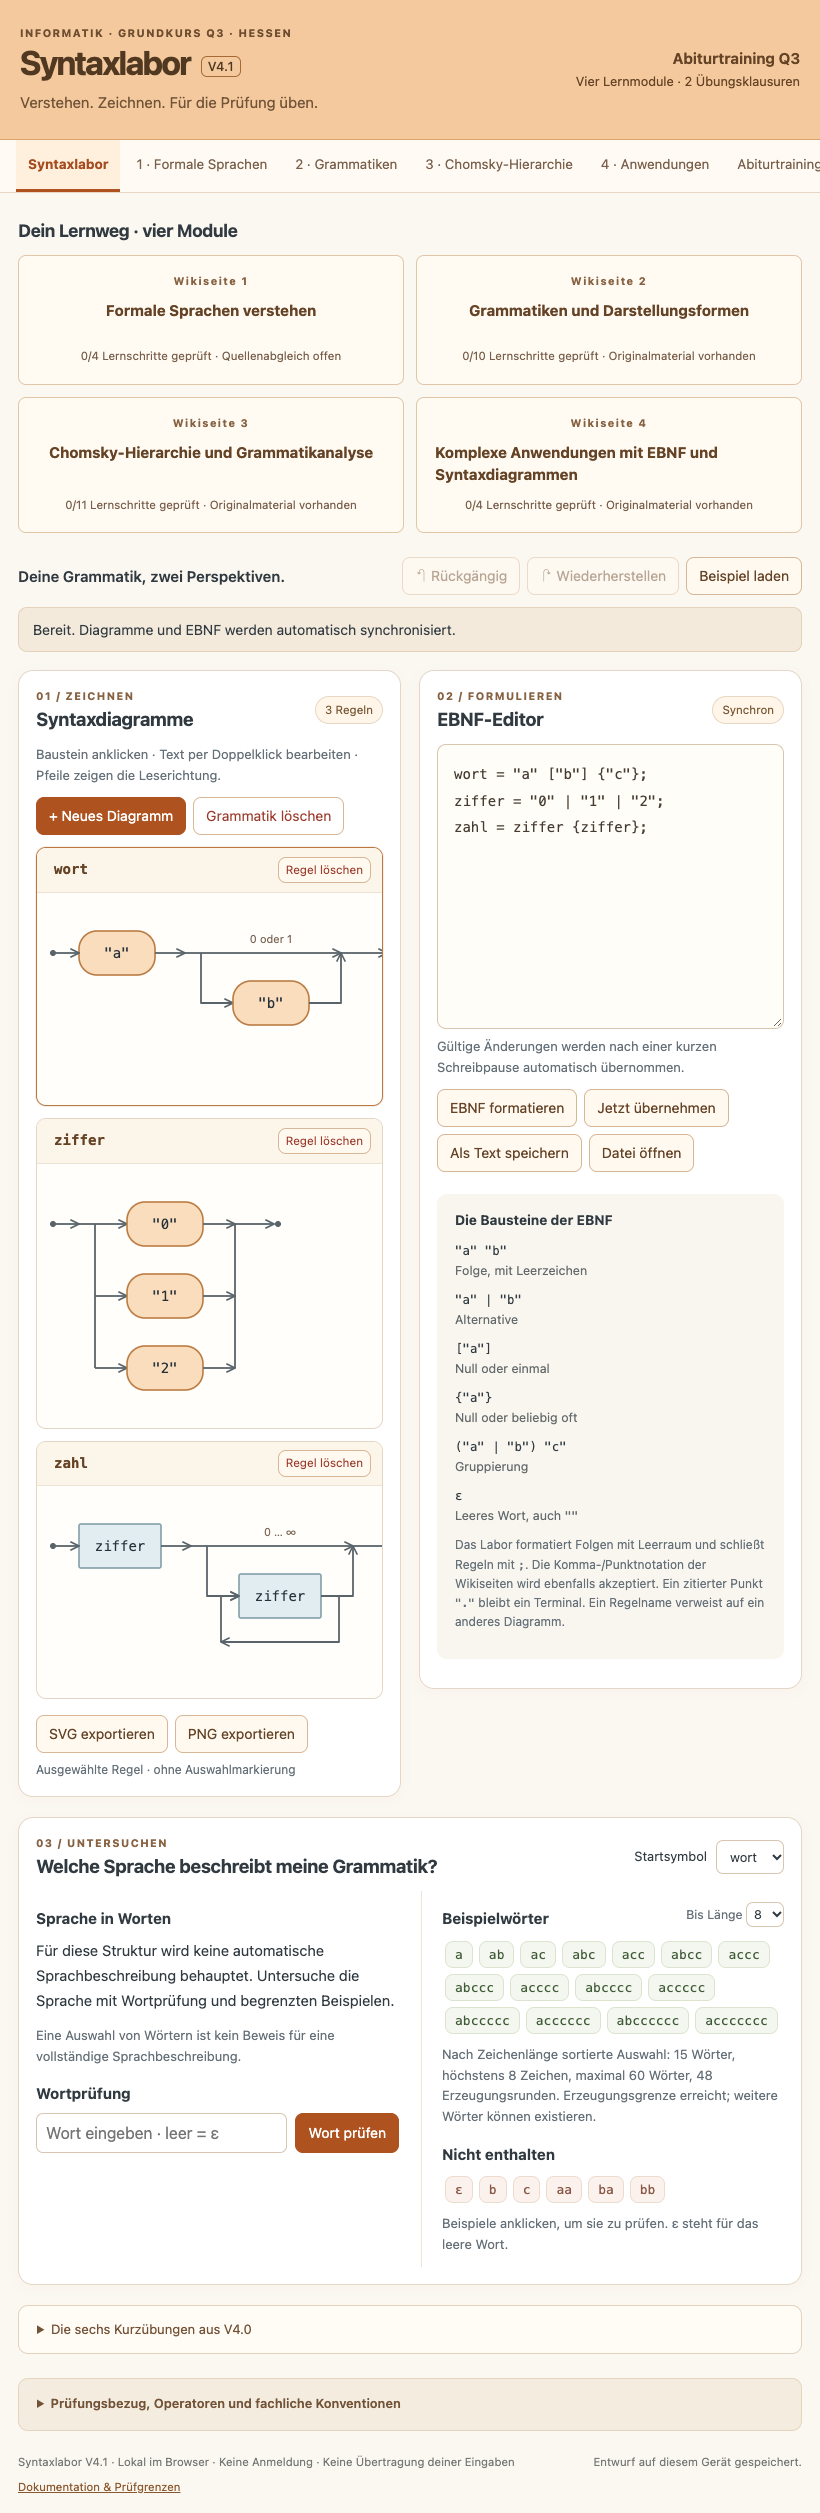 INFORMATIK · GRUNDKURS Q3 · HESSEN
Syntaxlabor V4.1
Verstehen. Zeichnen. Für die Prüfung üben.
Abiturtraining Q3
Vier Lernmodule · 2 Übungsklausuren
Syntaxlabor
1 · Formale Sprachen
2 · Grammatiken
3 · Chomsky-Hierarchie
4 · Anwendungen
Abiturtraining
Dein Lernweg · vier Module
Wikiseite 1
Formale Sprachen verstehen
0/4 Lernschritte geprüft · Quellenabgleich offen
Wikiseite 2
Grammatiken und Darstellungsformen
0/10 Lernschritte geprüft · Originalmaterial vorhanden
Wikiseite 3
Chomsky-Hierarchie und Grammatikanalyse
0/11 Lernschritte geprüft · Originalmaterial vorhanden
Wikiseite 4
Komplexe Anwendungen mit EBNF und
Syntaxdiagrammen
0/4 Lernschritte geprüft · Originalmaterial vorhanden
Deine Grammatik, zwei Perspektiven.
Rückgängig
Wiederherstellen
Beispiel laden
Bereit. Diagramme und EBNF werden automatisch synchronisiert.
01 / ZEICHNEN
Syntaxdiagramme
3 Regeln
Baustein anklicken · Text per Doppelklick bearbeiten ·
Pfeile zeigen die Leserichtung.
+ Neues Diagramm
Grammatik löschen
wort
Regel löschen
0 oder 1
"a"
"b"
ziffer
Regel löschen
"0"
"1"
"2"
zahl
Regel löschen
0 … ∞
ziffer
ziffer
SVG exportieren
PNG exportieren
Ausgewählte Regel · ohne Auswahlmarkierung
02 / FORMULIEREN
EBNF-Editor
Synchron
wort = "a" ["b"] {"c"};
ziffer = "0" | "1" | "2";
zahl = ziffer {ziffer};
Gültige Änderungen werden nach einer kurzen
Schreibpause automatisch übernommen.
EBNF formatieren
Jetzt übernehmen
Als Text speichern
Datei öffnen
Die Bausteine der EBNF
"a" "b"
Folge, mit Leerzeichen
"a" | "b"
Alternative
["a"]
Null oder einmal
{"a"}
Null oder beliebig oft
("a" | "b") "c"
Gruppierung
ε
Leeres Wort, auch ""
Das Labor formatiert Folgen mit Leerraum und schließt
Regeln mit ;. Die Komma-/Punktnotation der
Wikiseiten wird ebenfalls akzeptiert. Ein zitierter Punkt
"." bleibt ein Terminal. Ein Regelname verweist auf ein
anderes Diagramm.
03 / UNTERSUCHEN
Welche Sprache beschreibt meine Grammatik?
Startsymbol
wort
Sprache in Worten
Für diese Struktur wird keine automatische
Sprachbeschreibung behauptet. Untersuche die
Sprache mit Wortprüfung und begrenzten Beispielen.
Eine Auswahl von Wörtern ist kein Beweis für eine
vollständige Sprachbeschreibung.
Wortprüfung
Wort eingeben · leer = ε
Wort prüfen
Beispielwörter
Bis Länge 8
a ab ac abc acc abcc accc
abccc acccc abcccc accccc
abccccc acccccc abcccccc accccccc
Nach Zeichenlänge sortierte Auswahl: 15 Wörter,
höchstens 8 Zeichen, maximal 60 Wörter, 48
Erzeugungsrunden. Erzeugungsgrenze erreicht; weitere
Wörter können existieren.
Nicht enthalten
ε b c aa ba bb
Beispiele anklicken, um sie zu prüfen. ε steht für das
leere Wort.
Die sechs Kurzübungen aus V4.0
Prüfungsbezug, Operatoren und fachliche Konventionen
Syntaxlabor V4.1 · Lokal im Browser · Keine Anmeldung · Keine Übertragung deiner Eingaben
Entwurf auf diesem Gerät gespeichert.
Dokumentation & Prüfgrenzen